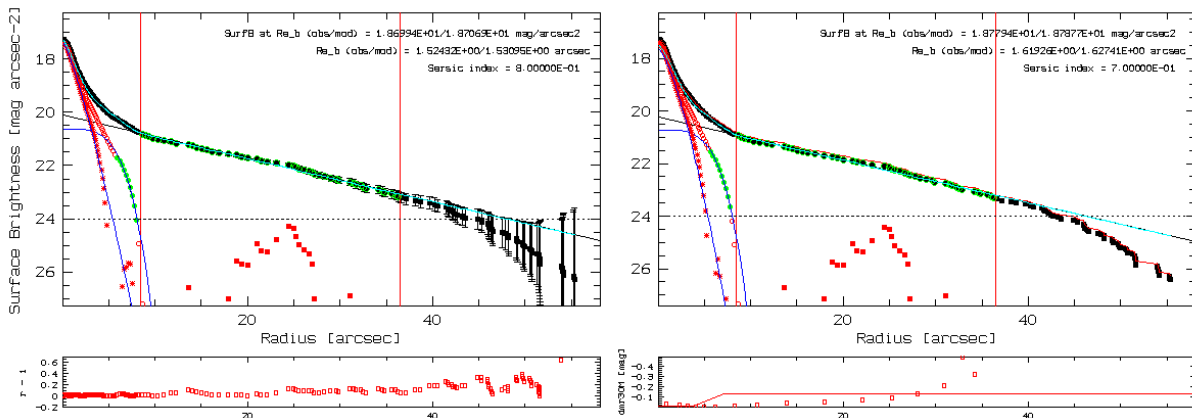 Surface Brightness [mag arcsec-2]
18
20
22
24
26
SurfB at Re_b (obs/mod) = 1.86994E+01/1.87069E+01 mag/arcsec2
Re_b (obs/mod) = 1.52482E+00/1.53095E+00 arcsec
Sersic index = 8.00000E-01
20
40
Radius [arcsec]
18
20
22
24
26
SurfB at Re_b (obs/mod) = 1.87794E+01/1.87877E+01 mag/arcsec2
Re_b (obs/mod) = 1.61926E+00/1.62741E+00 arcsec
Sersic index = 7.00000E-01
20
40
Radius [arcsec]
r - 1
0.6
0.4
0.2
0
-0.2
0
20
40
[mag]
-0.4
-0.3
-0.2
-0.1
0
20
40